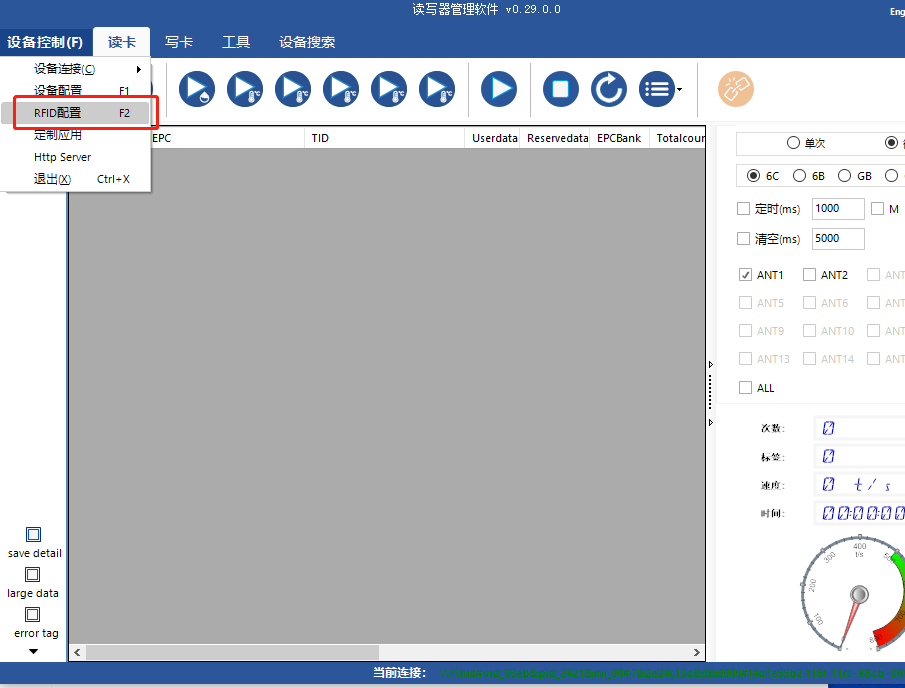 读写器管理软件 v0.29.0.0
Eng
设备控制(F) 读卡 写卡 工具 设备搜索
设备连接(C)
设备配置 F1
RFID配置 F2
定制应用
Http Server
退出(X) Ctrl+X
EPC TID Userdata Reservedata EPCBank Totalcour
单次
6C 6B GB
定时(ms) 1000 M
清空(ms) 5000
ANT1 ANT2 ANT
ANT5 ANT6 ANT
ANT9 ANT10 ANT
ANT13 ANT14 ANT
ALL
次数: 0
标签: 0
速度: 0 t/s
时间: 00:00:00
400
t/s
300
200
100
save detail
large data
error tag
当前连接: